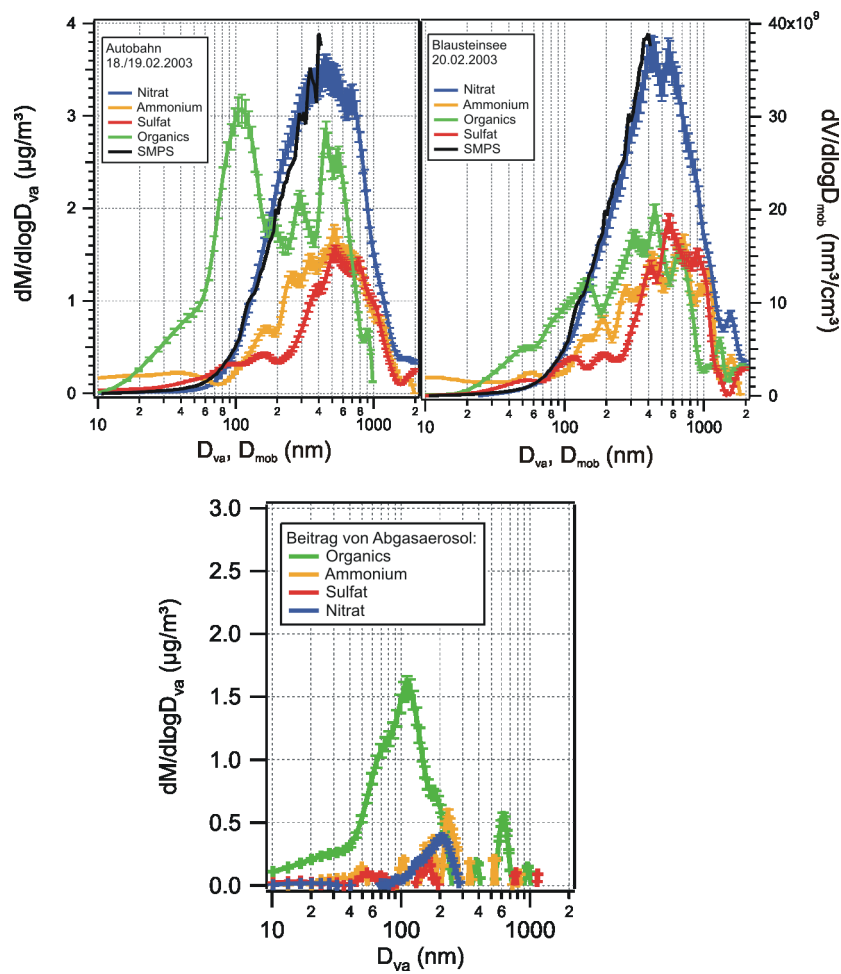 4
3
2
1
0
dM/dlogD_va (µg/m³)
Autobahn
18./19.02.2003
Nitrat
Ammonium
Sulfat
Organics
SMPS
10
2
4
6
8
100
2
4
6
8
1000
2
D_va, D_mob (nm)
Blausteinsee
20.02.2003
Nitrat
Ammonium
Organics
Sulfat
SMPS
40x10⁹
30
20
10
0
dV/dlogD_mob (nm³/cm³)
10
2
4
6
8
100
2
4
6
8
1000
2
D_va, D_mob (nm)
3.0
2.5
2.0
1.5
1.0
0.5
0.0
dM/dlogD_va (µg/m³)
Beitrag von Abgasaerosol:
Organics
Ammonium
Sulfat
Nitrat
10
2
4
6
100
2
4
6
1000
2
D_va (nm)